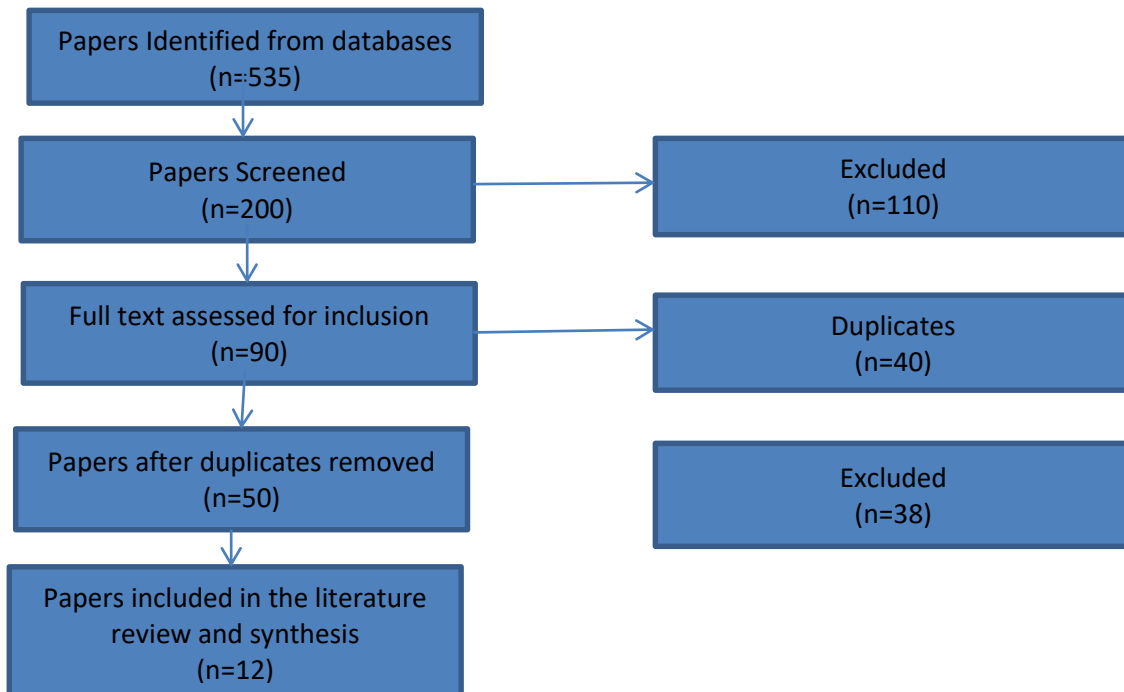 Papers Identified from databases
(n=535)
Papers Screened
(n=200)
Excluded
(n=110)
Full text assessed for inclusion
(n=90)
Duplicates
(n=40)
Papers after duplicates removed
(n=50)
Excluded
(n=38)
Papers included in the literature
review and synthesis
(n=12)